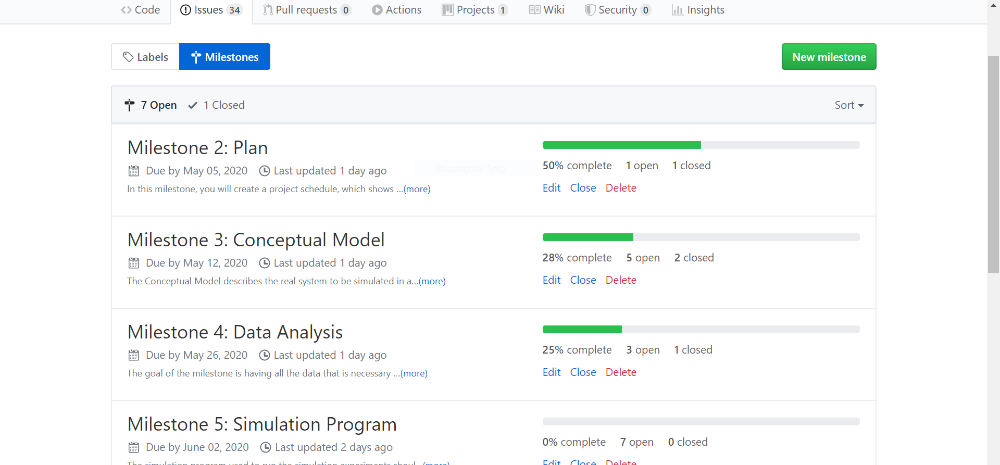 Code Issues 34 Pull requests 0 Actions Projects 1 Wiki Security 0 Insights
Labels Milestones New milestone
7 Open 1 Closed Sort
Milestone 2: Plan
Due by May 05, 2020 Last updated 1 day ago
In this milestone, you will create a project schedule, which shows ...(more)
Rectangular Snip
50% complete 1 open 1 closed
Edit Close Delete
Milestone 3: Conceptual Model
Due by May 12, 2020 Last updated 1 day ago
The Conceptual Model describes the real system to be simulated in a...(more)
28% complete 5 open 2 closed
Edit Close Delete
Milestone 4: Data Analysis
Due by May 26, 2020 Last updated 1 day ago
The goal of the milestone is having all the data that is necessary ...(more)
25% complete 3 open 1 closed
Edit Close Delete
Milestone 5: Simulation Program
Due by June 02, 2020 Last updated 2 days ago
The simulation program used to run the simulation experiments shoul...(more)
0% complete 7 open 0 closed
Edit Close Delete